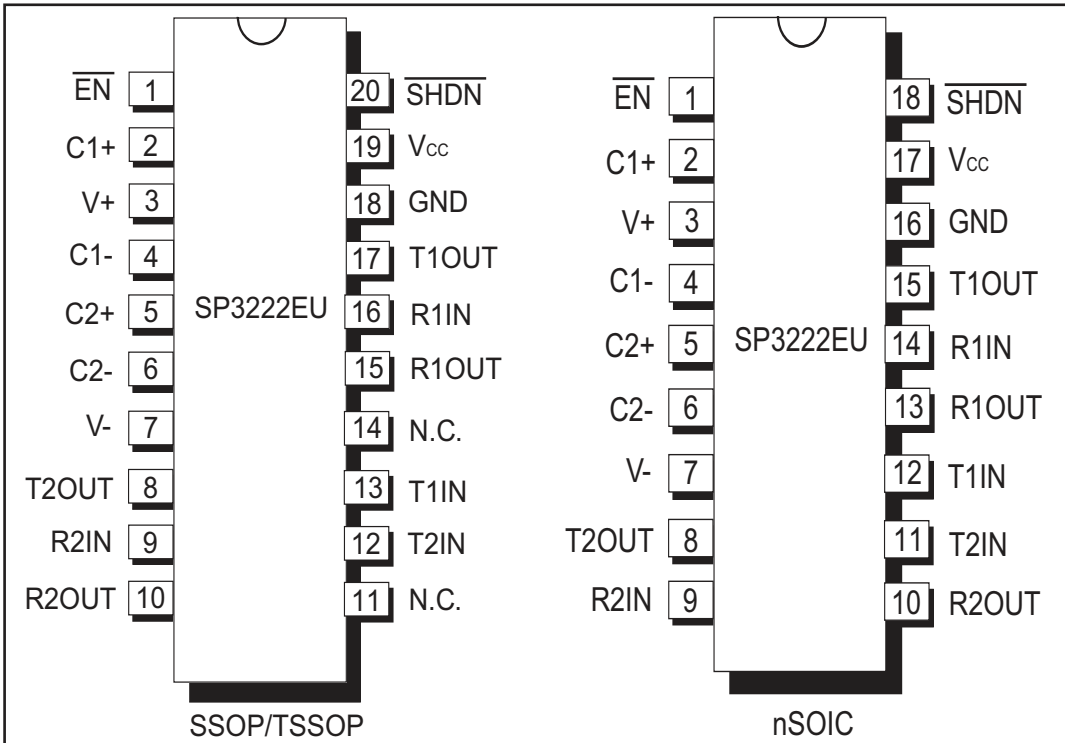 EN 1 20 SHDN
C1+ 2 19 Vcc
V+ 3 18 GND
C1- 4 17 T1OUT
C2+ 5 SP3222EU 16 R1IN
C2- 6 15 R1OUT
V- 7 14 N.C.
T2OUT 8 13 T1IN
R2IN 9 12 T2IN
R2OUT 10 11 N.C.
SSOP/TSSOP
EN 1 18 SHDN
C1+ 2 17 Vcc
V+ 3 16 GND
C1- 4 15 T1OUT
C2+ 5 SP3222EU 14 R1IN
C2- 6 13 R1OUT
V- 7 12 T1IN
T2OUT 8 11 T2IN
R2IN 9 10 R2OUT
nSOIC